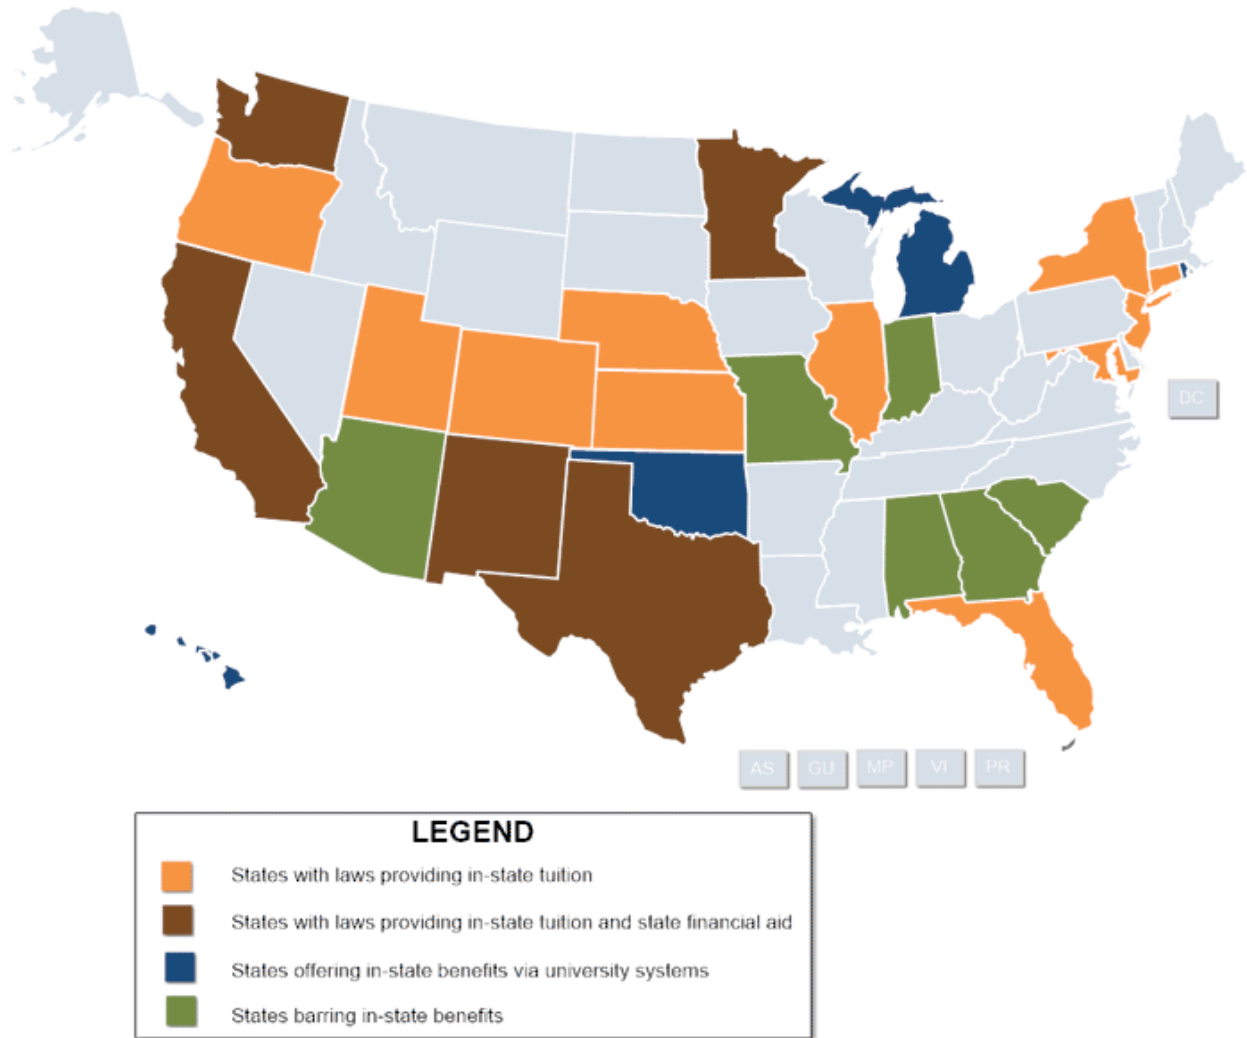 DC
AS GU MP VI PR
LEGEND
States with laws providing in-state tuition
States with laws providing in-state tuition and state financial aid
States offering in-state benefits via university systems
States barring in-state benefits